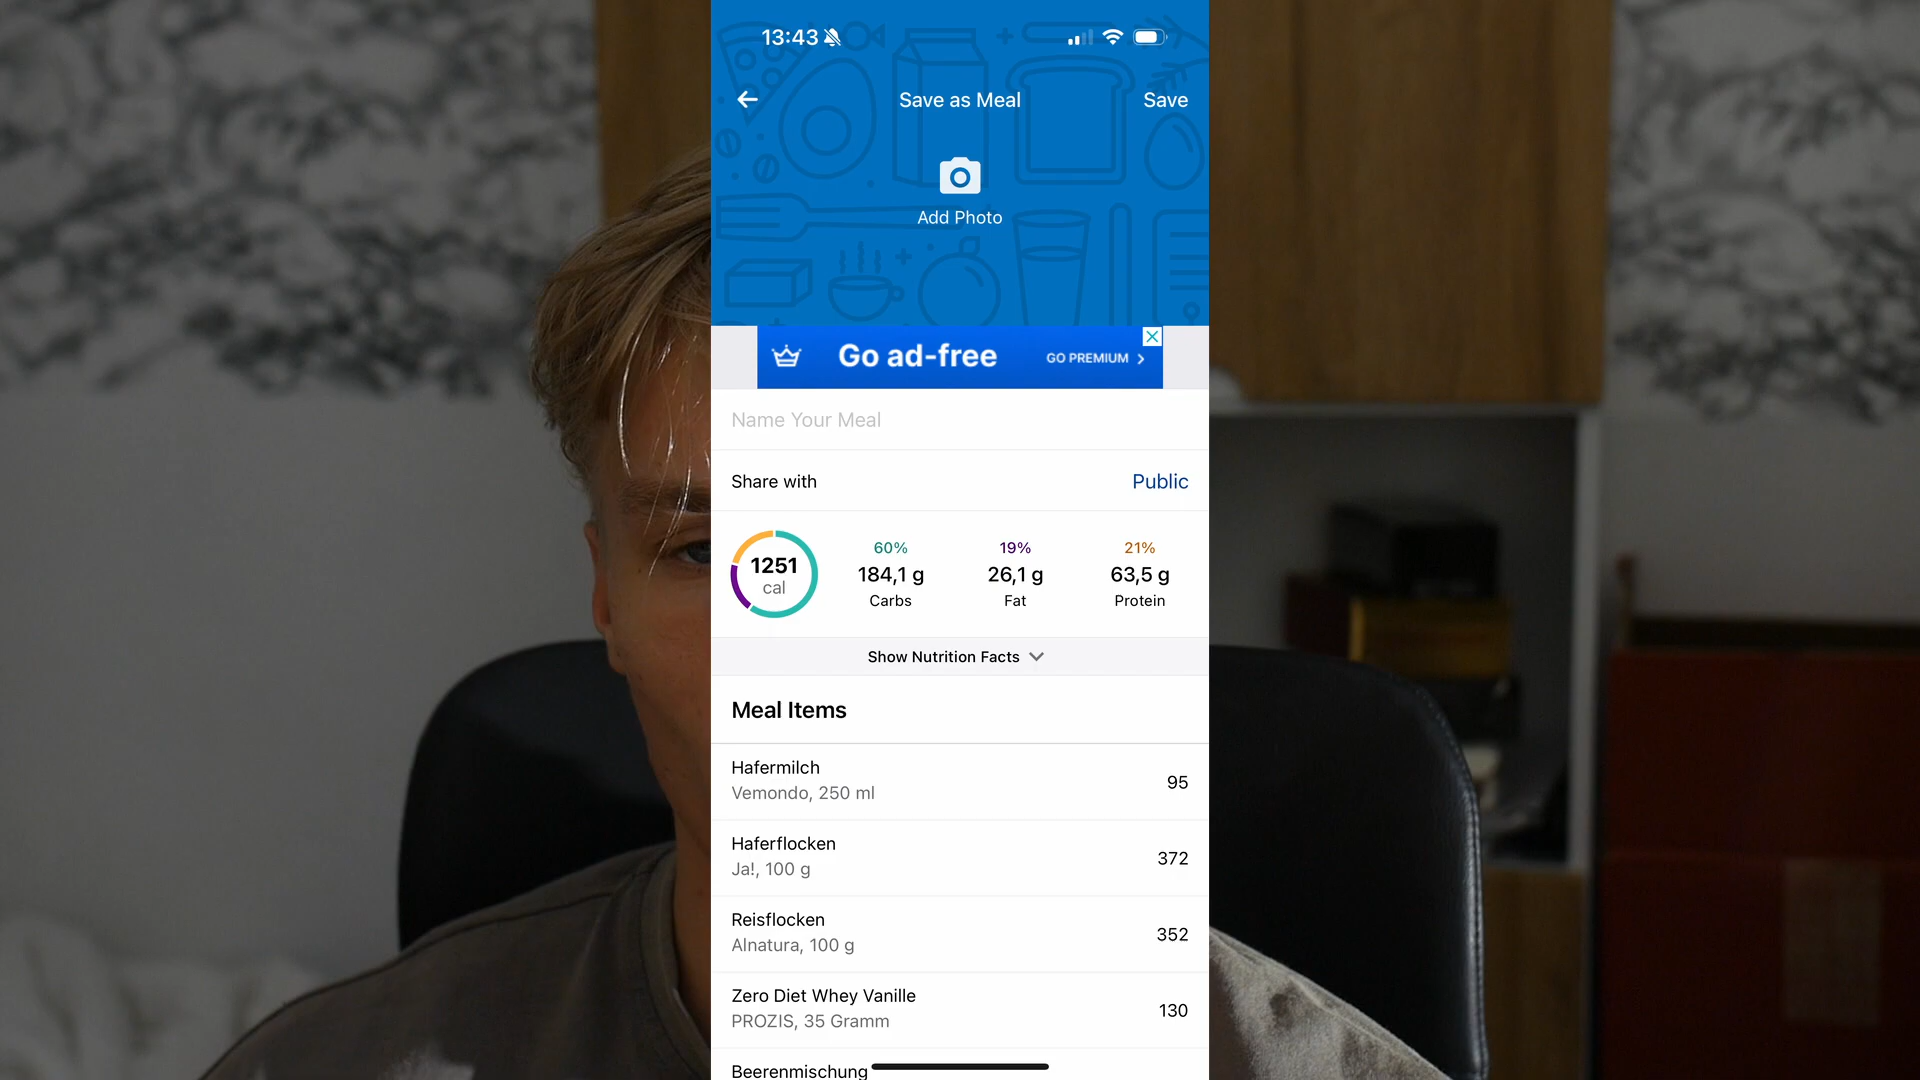 13:43
Save as Meal
Save
Add Photo
Go ad-free
GO PREMIUM
Name Your Meal
Share with
Public
1251
cal
60%
184,1 g
Carbs
19%
26,1 g
Fat
21%
63,5 g
Protein
Show Nutrition Facts
Meal Items
Hafermilch
Vemondo, 250 ml
95
Haferflocken
Ja!, 100 g
372
Reisflocken
Alnatura, 100 g
352
Zero Diet Whey Vanille
PROZIS, 35 Gramm
130
Beerenmischung